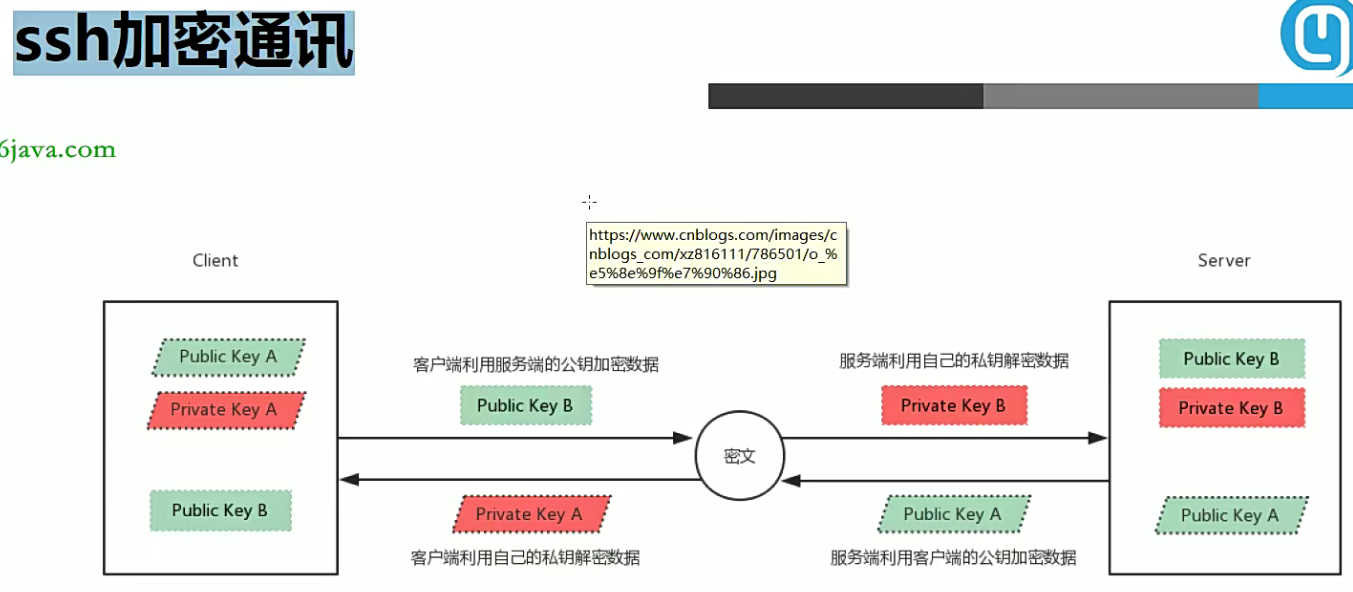 ssh加密通讯
6java.com
https://www.cnblogs.com/images/c
nblogs_com/xz816111/786501/o_%
e5%8e%9f%e7%90%86.jpg
Client
Server
Public Key A
Private Key A
Public Key B
客户端利用服务端的公钥加密数据
Public Key B
服务端利用自己的私钥解密数据
Private Key B
密文
Private Key A
客户端利用自己的私钥解密数据
Public Key A
服务端利用客户端的公钥加密数据
Public Key B
Private Key B
Public Key A